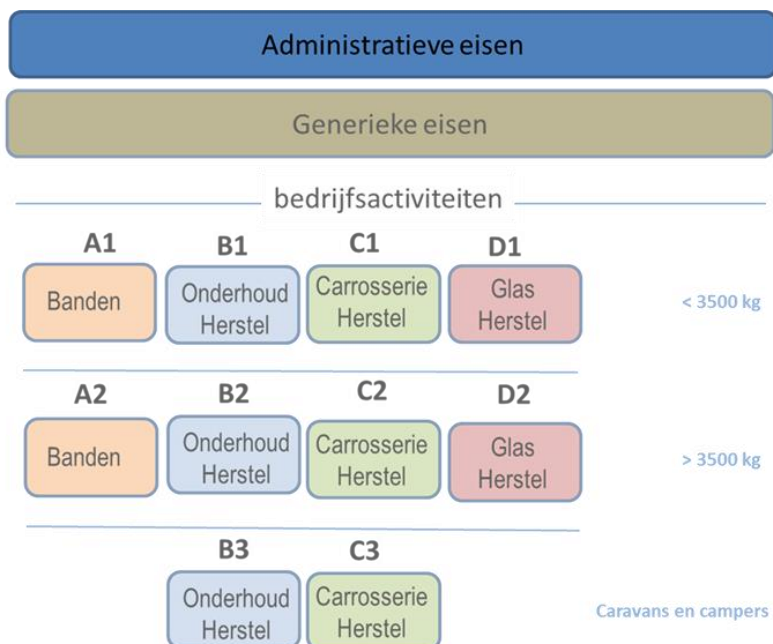 Administratieve eisen
Generieke eisen
bedrijfsactiviteiten
A1 B1 C1 D1
Banden
Onderhoud
Herstel
Carrosserie
Herstel
Glas
Herstel
< 3500 kg
A2 B2 C2 D2
Banden
Onderhoud
Herstel
Carrosserie
Herstel
Glas
Herstel
> 3500 kg
B3 C3
Onderhoud
Herstel
Carrosserie
Herstel
Caravans en campers